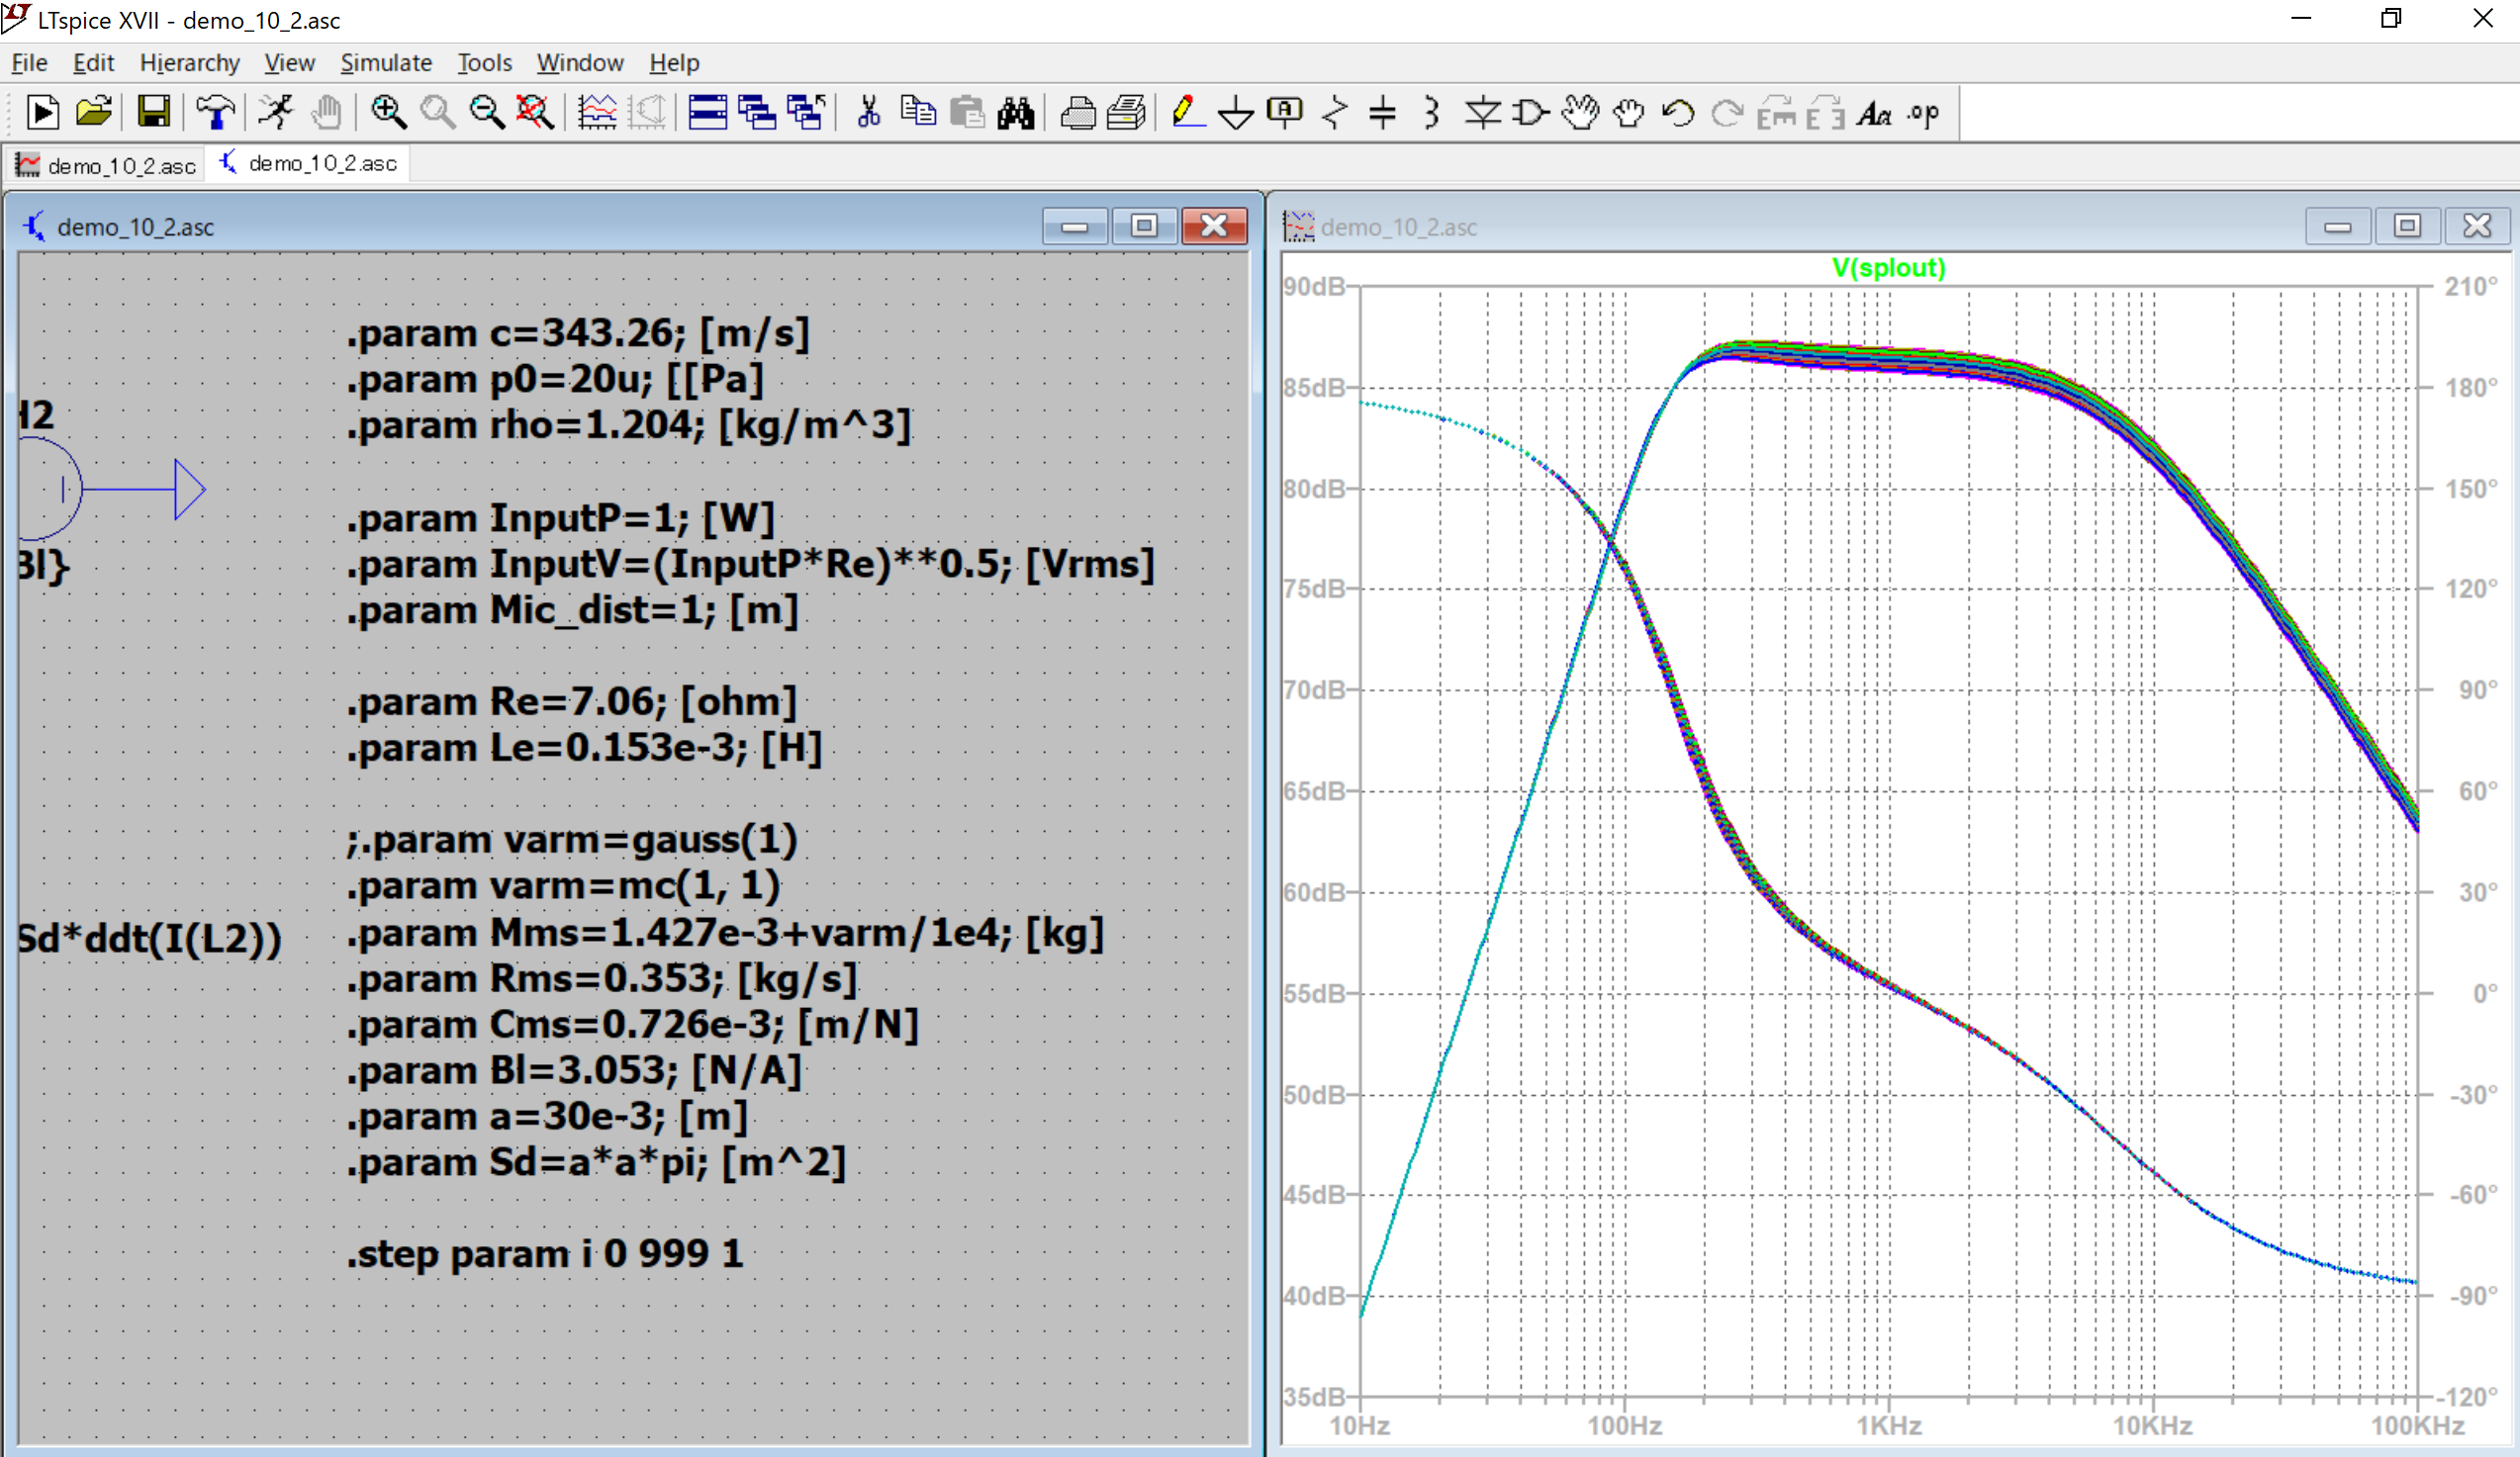 LTspice XVII - demo_10_2.asc
File Edit Hierarchy View Simulate Tools Window Help
demo_10_2.asc
demo_10_2.asc
demo_10_2.asc
.param c=343.26; [m/s]
.param p0=20u; [[Pa]
.param rho=1.204; [kg/m^3]
H2
.param InputP=1; [W]
.param InputV=(InputP*Re)**0.5; [Vrms]
Bl}
.param Mic_dist=1; [m]
.param Re=7.06; [ohm]
.param Le=0.153e-3; [H]
;.param varm=gauss(1)
.param varm=mc(1, 1)
Sd*ddt(I(L2))
.param Mms=1.427e-3+varm/1e4; [kg]
.param Rms=0.353; [kg/s]
.param Cms=0.726e-3; [m/N]
.param Bl=3.053; [N/A]
.param a=30e-3; [m]
.param Sd=a*a*pi; [m^2]
.step param i 0 999 1
demo_10_2.asc
V(splout)
90dB 210°
85dB 180°
80dB 150°
75dB 120°
70dB 90°
65dB 60°
60dB 30°
55dB 0°
50dB -30°
45dB -60°
40dB -90°
35dB -120°
10Hz 100Hz 1KHz 10KHz 100KHz